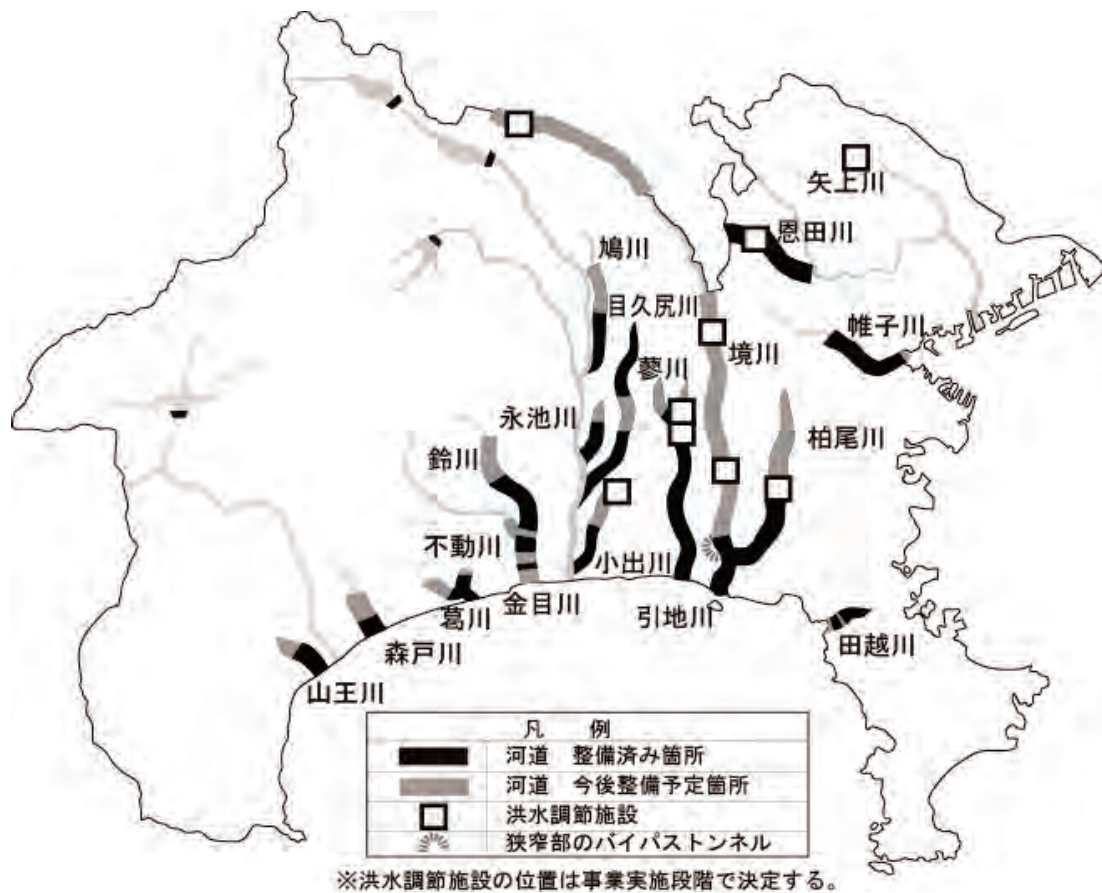 矢上川
恩田川
鳩川
目久尻川
帷子川
境川
蓼川
永池川
柏尾川
鈴川
不動川
小出川
葛川
金目川
引地川
田越川
森戸川
山王川
凡 例
河道 整備済み箇所
河道 今後整備予定箇所
洪水調節施設
狭窄部のバイパストンネル
※洪水調節施設の位置は事業実施段階で決定する。